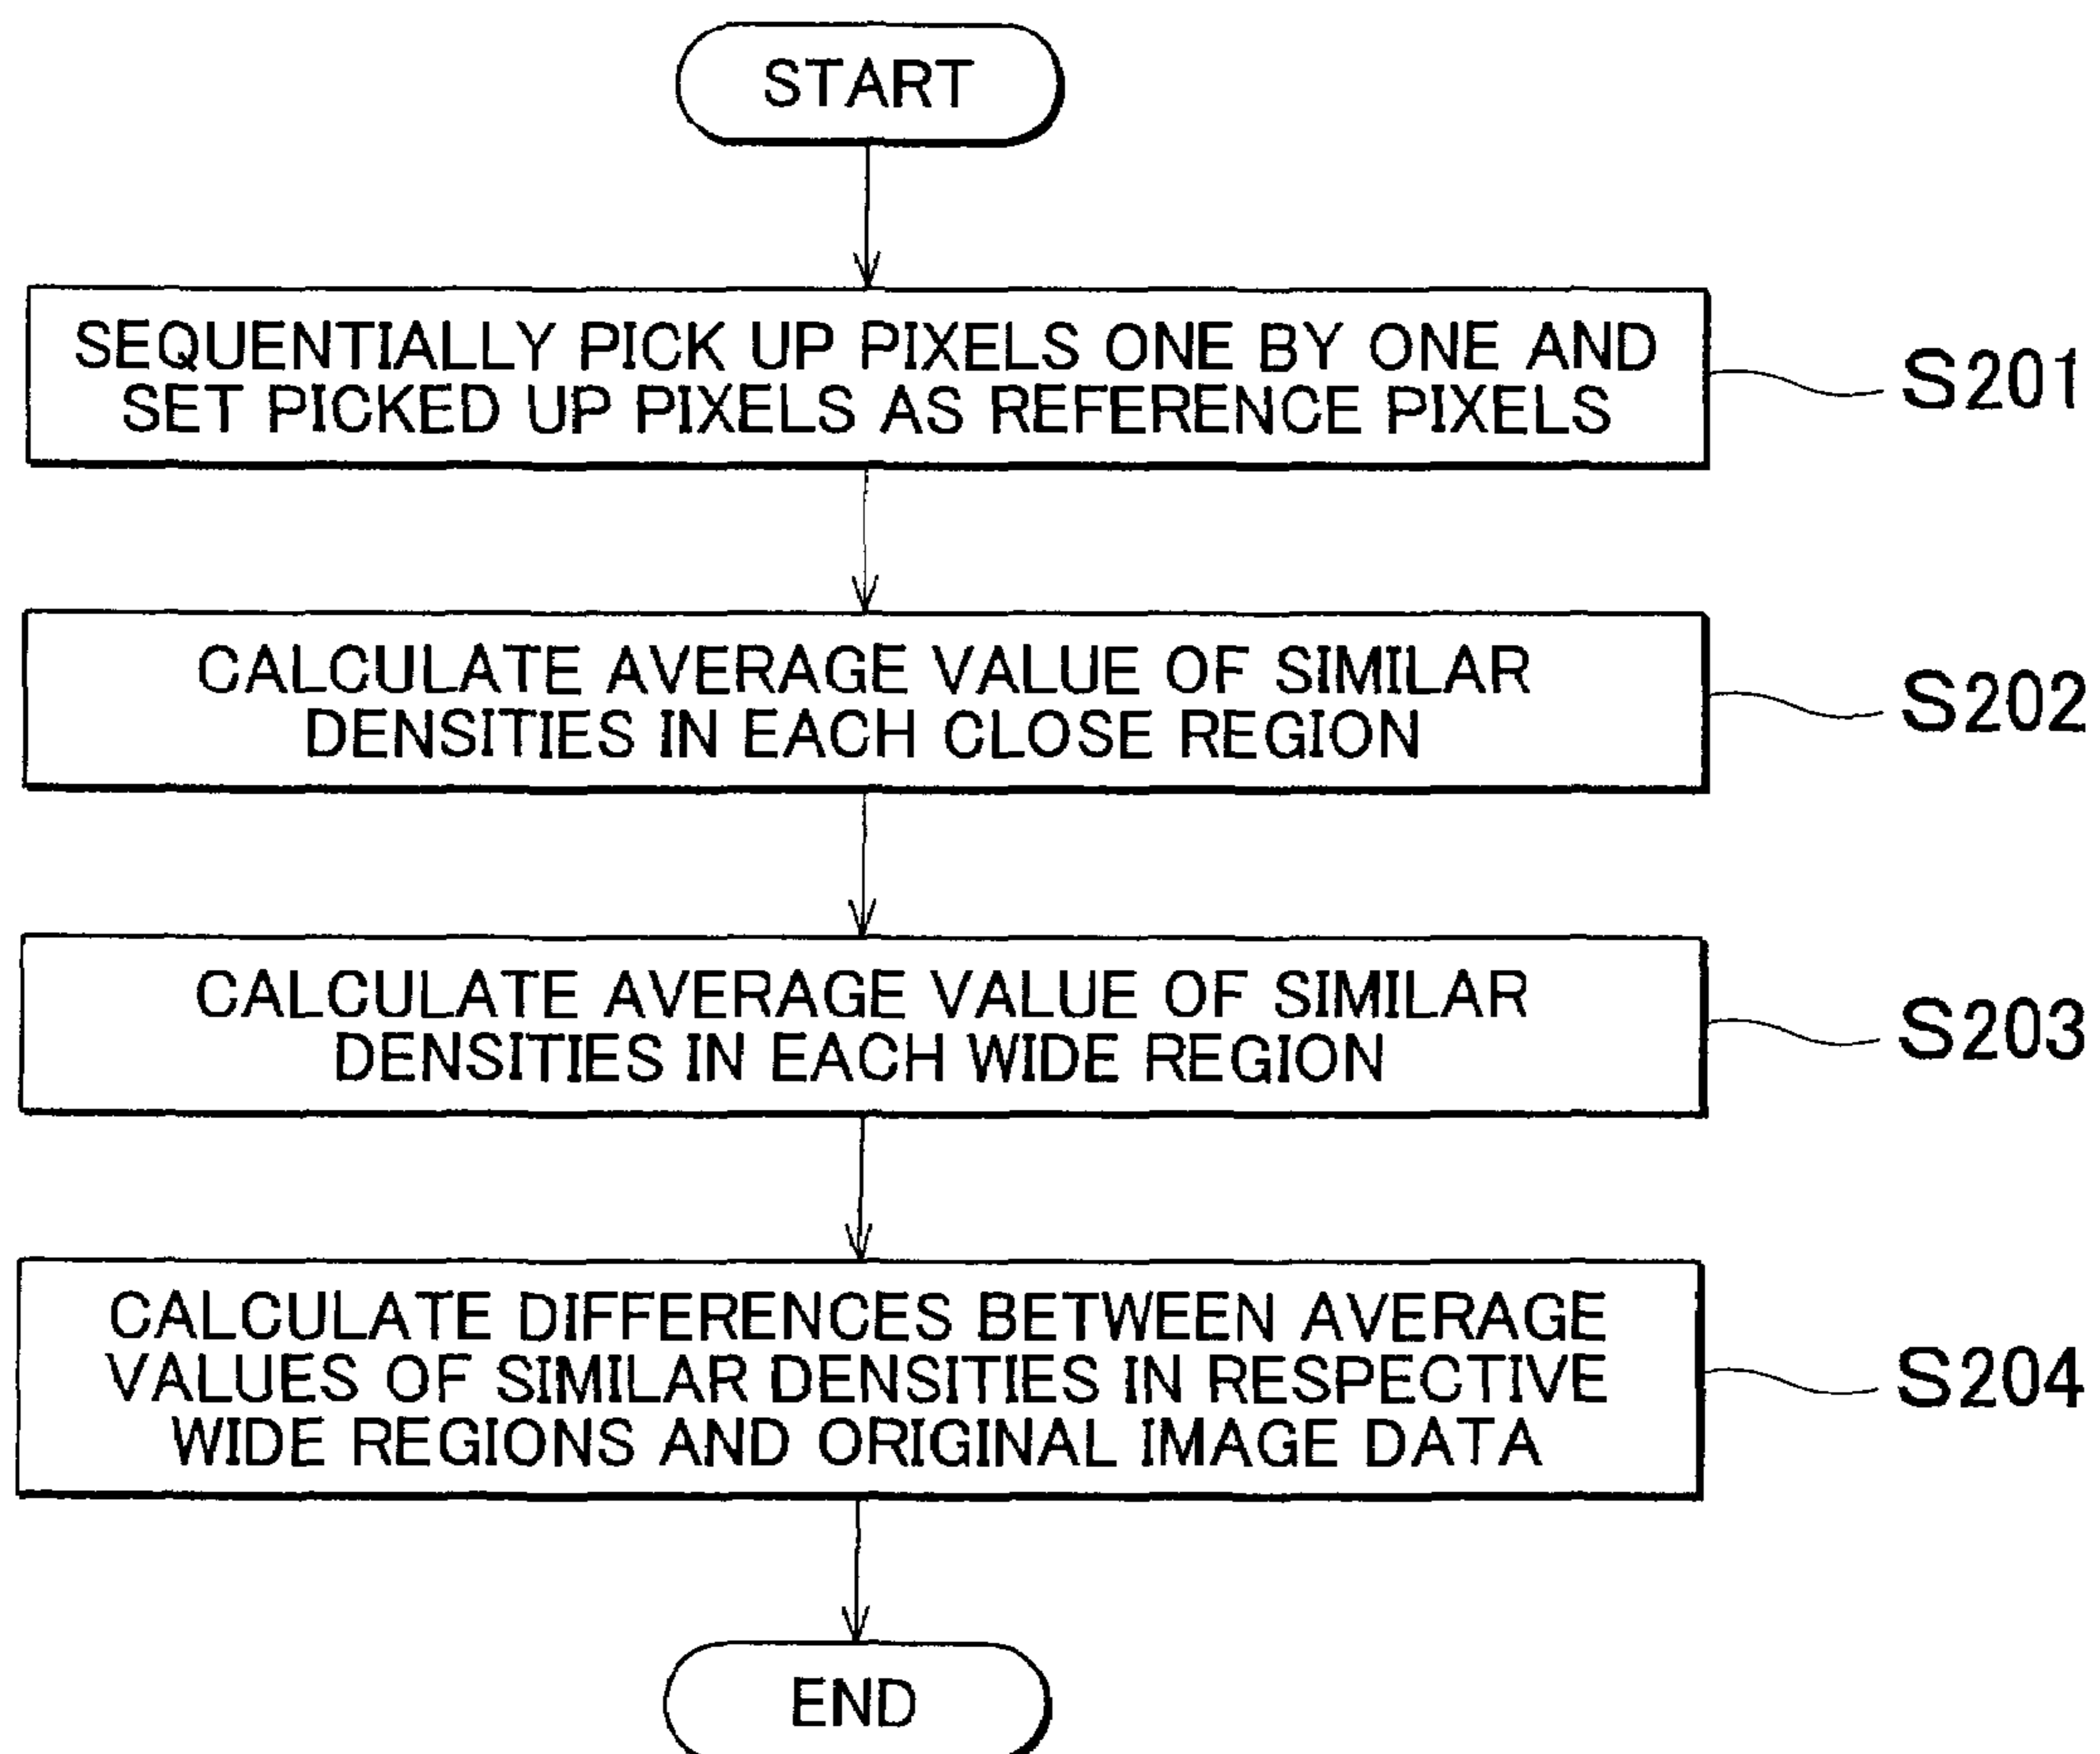 START
SEQUENTIALLY PICK UP PIXELS ONE BY ONE AND
SET PICKED UP PIXELS AS REFERENCE PIXELS
S201
CALCULATE AVERAGE VALUE OF SIMILAR
DENSITIES IN EACH CLOSE REGION
S202
CALCULATE AVERAGE VALUE OF SIMILAR
DENSITIES IN EACH WIDE REGION
S203
CALCULATE DIFFERENCES BETWEEN AVERAGE
VALUES OF SIMILAR DENSITIES IN RESPECTIVE
WIDE REGIONS AND ORIGINAL IMAGE DATA
S204
END